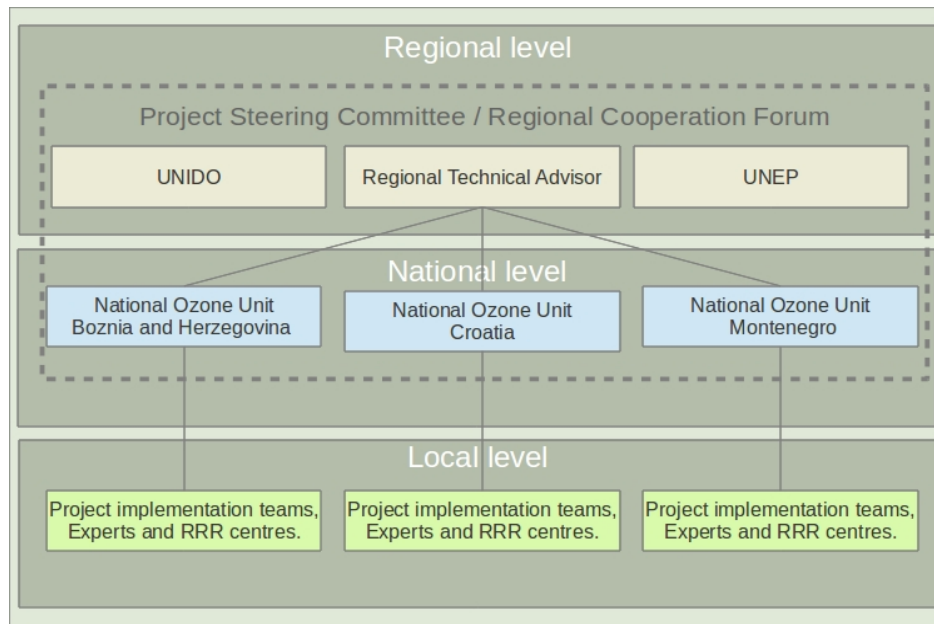 Regional level
Project Steering Committee / Regional Cooperation Forum
UNIDO
Regional Technical Advisor
UNEP
National level
National Ozone Unit
Boznia and Herzegovina
National Ozone Unit
Croatia
National Ozone Unit
Montenegro
Local level
Project implementation teams,
Experts and RRR centres.
Project implementation teams,
Experts and RRR centres.
Project implementation teams,
Experts and RRR centres.